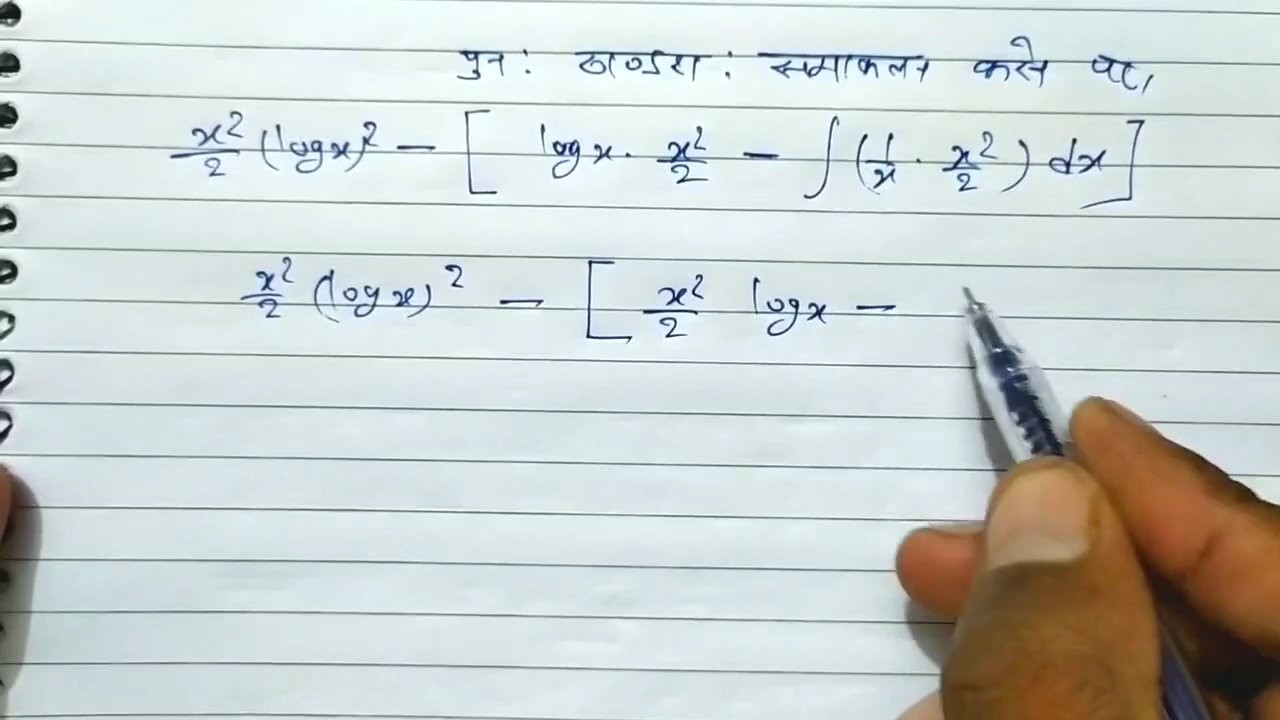 पुनः खण्डशः समाकलन करने पर,
x²/2 (log x)² − [ log x · x²/2 − ∫ (1/x · x²/2) dx ]
x²/2 (log x)² − [ x²/2 log x −